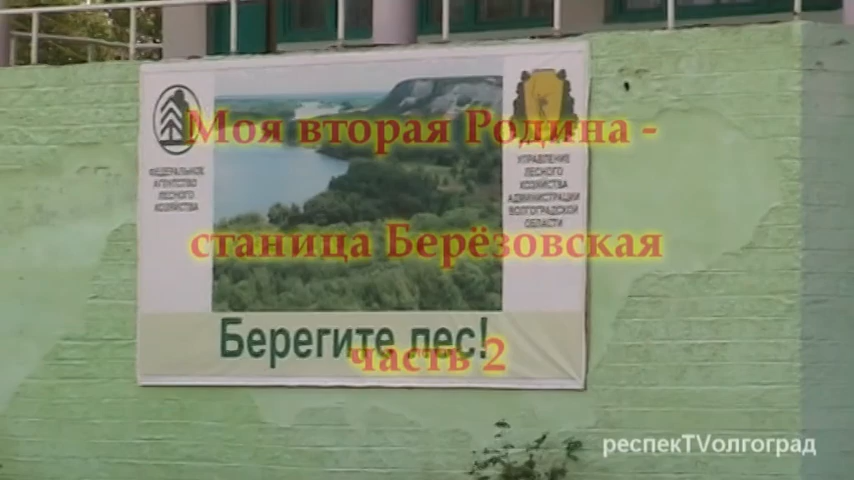 Моя вторая Родина -
станица Берёзовская
часть 2
ФЕДЕРАЛЬНОЕ
АГЕНТСТВО
ЛЕСНОГО
ХОЗЯЙСТВА
УПРАВЛЕНИЕ
ЛЕСНОГО
ХОЗЯЙСТВА
АДМИНИСТРАЦИИ
ВОЛГОГРАДСКОЙ
ОБЛАСТИ
Берегите лес!
респекTVолгоград